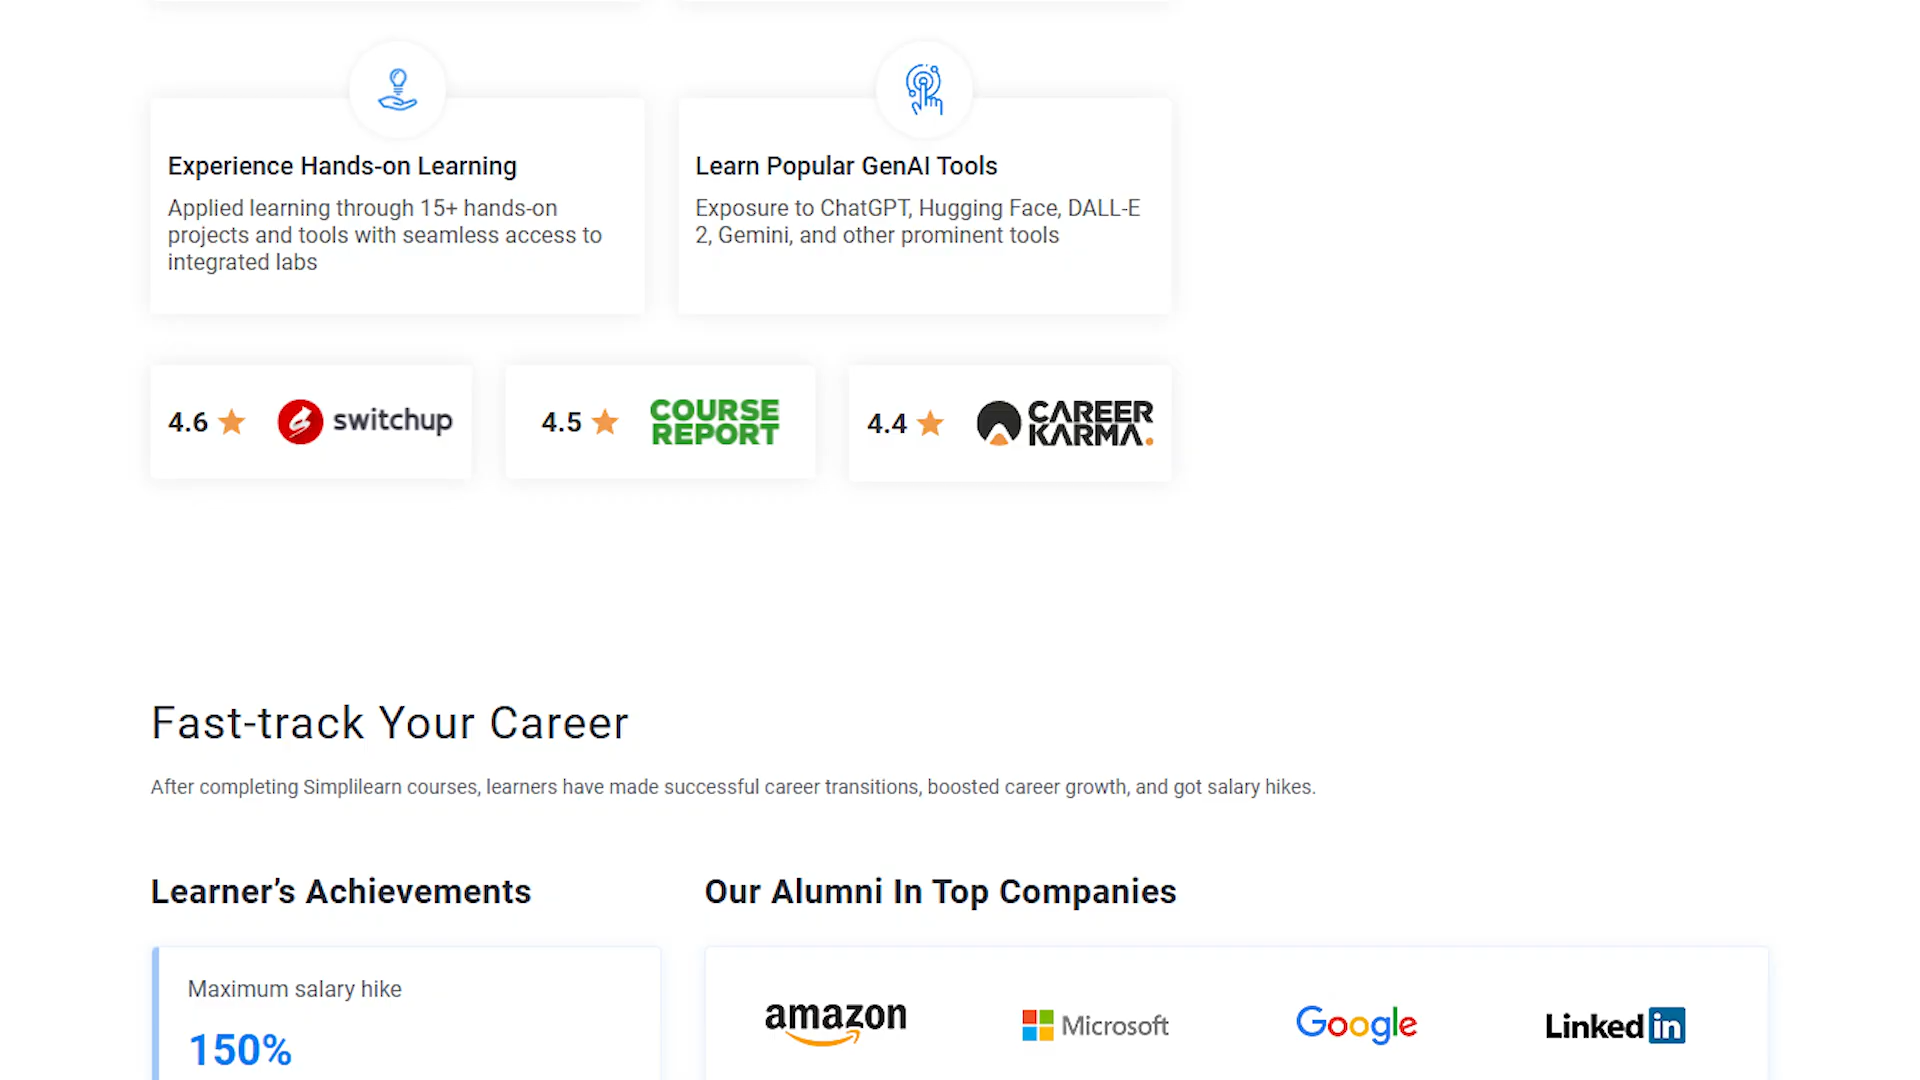 Experience Hands-on Learning
Applied learning through 15+ hands-on
projects and tools with seamless access to
integrated labs
Learn Popular GenAI Tools
Exposure to ChatGPT, Hugging Face, DALL-E
2, Gemini, and other prominent tools
4.6 switchup
4.5 COURSE REPORT
4.4 CAREER KARMA.
Fast-track Your Career
After completing Simplilearn courses, learners have made successful career transitions, boosted career growth, and got salary hikes.
Learner’s Achievements
Maximum salary hike
150%
Our Alumni In Top Companies
amazon Microsoft Google Linked in